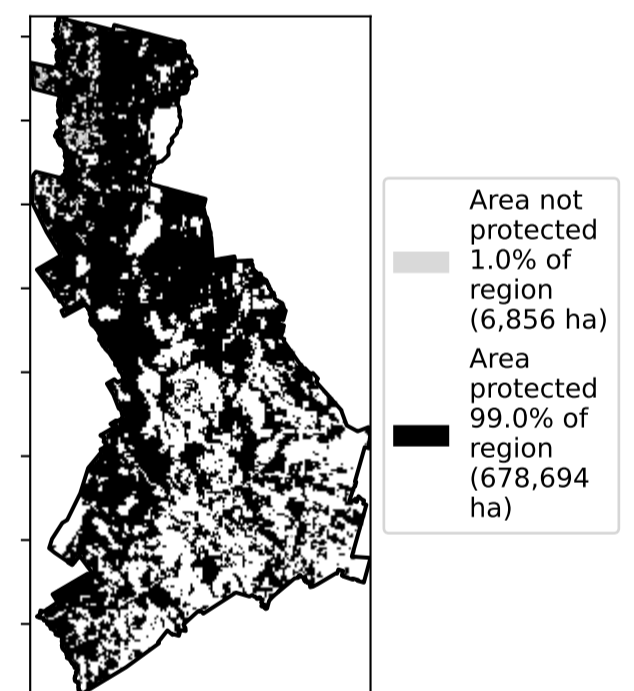 Area not
protected
1.0% of
region
(6,856 ha)
Area
protected
99.0% of
region
(678,694
ha)